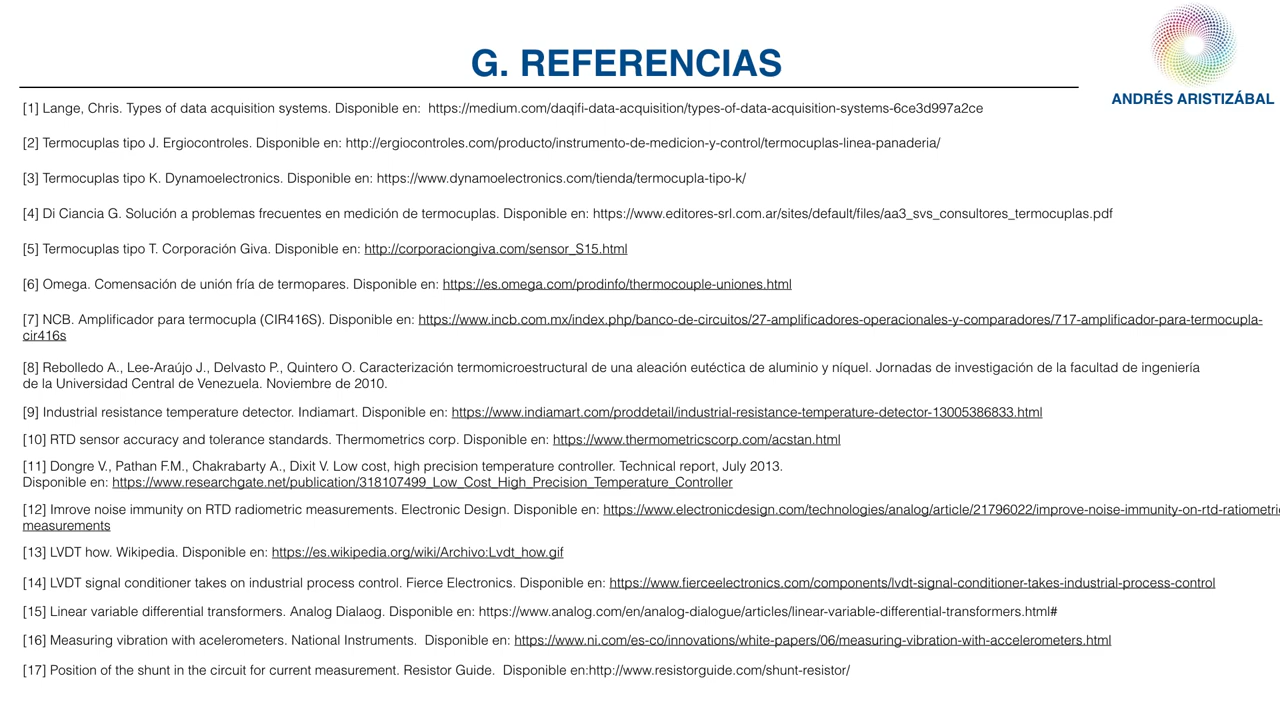 G. REFERENCIAS
ANDRÉS ARISTIZÁBAL
[1] Lange, Chris. Types of data acquisition systems. Disponible en:  https://medium.com/daqifi-data-acquisition/types-of-data-acquisition-systems-6ce3d997a2ce
[2] Termocuplas tipo J. Ergiocontroles. Disponible en: http://ergiocontroles.com/producto/instrumento-de-medicion-y-control/termocuplas-linea-panaderia/
[3] Termocuplas tipo K. Dynamoelectronics. Disponible en: https://www.dynamoelectronics.com/tienda/termocupla-tipo-k/
[4] Di Ciancia G. Solución a problemas frecuentes en medición de termocuplas. Disponible en: https://www.editores-srl.com.ar/sites/default/files/aa3_svs_consultores_termocuplas.pdf
[5] Termocuplas tipo T. Corporación Giva. Disponible en: http://corporaciongiva.com/sensor_S15.html
[6] Omega. Comensación de unión fría de termopares. Disponible en: https://es.omega.com/prodinfo/thermocouple-uniones.html
[7] NCB. Amplificador para termocupla (CIR416S). Disponible en: https://www.incb.com.mx/index.php/banco-de-circuitos/27-amplificadores-operacionales-y-comparadores/717-amplificador-para-termocupla-
cir416s
[8] Rebolledo A., Lee-Araújo J., Delvasto P., Quintero O. Caracterización termomicroestructural de una aleación eutéctica de aluminio y níquel. Jornadas de investigación de la facultad de ingeniería
de la Universidad Central de Venezuela. Noviembre de 2010.
[9] Industrial resistance temperature detector. Indiamart. Disponible en: https://www.indiamart.com/proddetail/industrial-resistance-temperature-detector-13005386833.html
[10] RTD sensor accuracy and tolerance standards. Thermometrics corp. Disponible en: https://www.thermometricscorp.com/acstan.html
[11] Dongre V., Pathan F.M., Chakrabarty A., Dixit V. Low cost, high precision temperature controller. Technical report, July 2013.
Disponible en: https://www.researchgate.net/publication/318107499_Low_Cost_High_Precision_Temperature_Controller
[12] Imrove noise immunity on RTD radiometric measurements. Electronic Design. Disponible en: https://www.electronicdesign.com/technologies/analog/article/21796022/improve-noise-immunity-on-rtd-ratiometric
measurements
[13] LVDT how. Wikipedia. Disponible en: https://es.wikipedia.org/wiki/Archivo:Lvdt_how.gif
[14] LVDT signal conditioner takes on industrial process control. Fierce Electronics. Disponible en: https://www.fierceelectronics.com/components/lvdt-signal-conditioner-takes-industrial-process-control
[15] Linear variable differential transformers. Analog Dialaog. Disponible en: https://www.analog.com/en/analog-dialogue/articles/linear-variable-differential-transformers.html#
[16] Measuring vibration with acelerometers. National Instruments.  Disponible en: https://www.ni.com/es-co/innovations/white-papers/06/measuring-vibration-with-accelerometers.html
[17] Position of the shunt in the circuit for current measurement. Resistor Guide.  Disponible en:http://www.resistorguide.com/shunt-resistor/